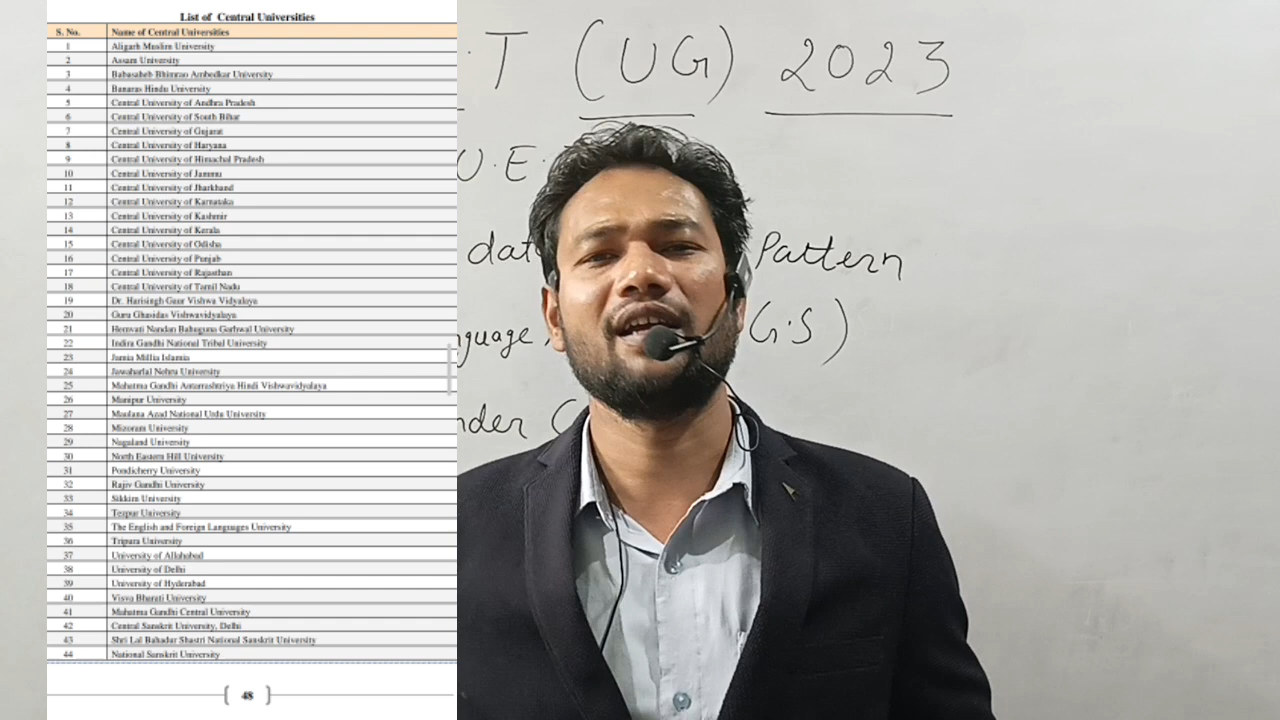 List of Central Universities
S. No. Name of Central Universities
1 Aligarh Muslim University
2 Assam University
3 Babasaheb Bhimrao Ambedkar University
4 Banaras Hindu University
5 Central University of Andhra Pradesh
6 Central University of South Bihar
7 Central University of Gujarat
8 Central University of Haryana
9 Central University of Himachal Pradesh
10 Central University of Jammu
11 Central University of Jharkhand
12 Central University of Karnataka
13 Central University of Kashmir
14 Central University of Kerala
15 Central University of Odisha
16 Central University of Punjab
17 Central University of Rajasthan
18 Central University of Tamil Nadu
19 Dr. Harisingh Gour Vishwa Vidyalaya
20 Guru Ghasidas Vishwavidyalaya
21 Hemvati Nandan Bahuguna Garhwal University
22 Indira Gandhi National Tribal University
23 Jamia Millia Islamia
24 Jawaharlal Nehru University
25 Mahatma Gandhi Antarrashtriya Hindi Vishwavidyalaya
26 Manipur University
27 Maulana Azad National Urdu University
28 Mizoram University
29 Nagaland University
30 North Eastern Hill University
31 Pondicherry University
32 Rajiv Gandhi University
33 Sikkim University
34 Tezpur University
35 The English and Foreign Languages University
36 Tripura University
37 University of Allahabad
38 University of Delhi
39 University of Hyderabad
40 Visva Bharati University
41 Mahatma Gandhi Central University
42 Central Sanskrit University, Delhi
43 Shri Lal Bahadur Shastri National Sanskrit University
44 National Sanskrit University
48
T (UG) 2023
U.E.
dat Pattern
guage, (G.S)
nder C